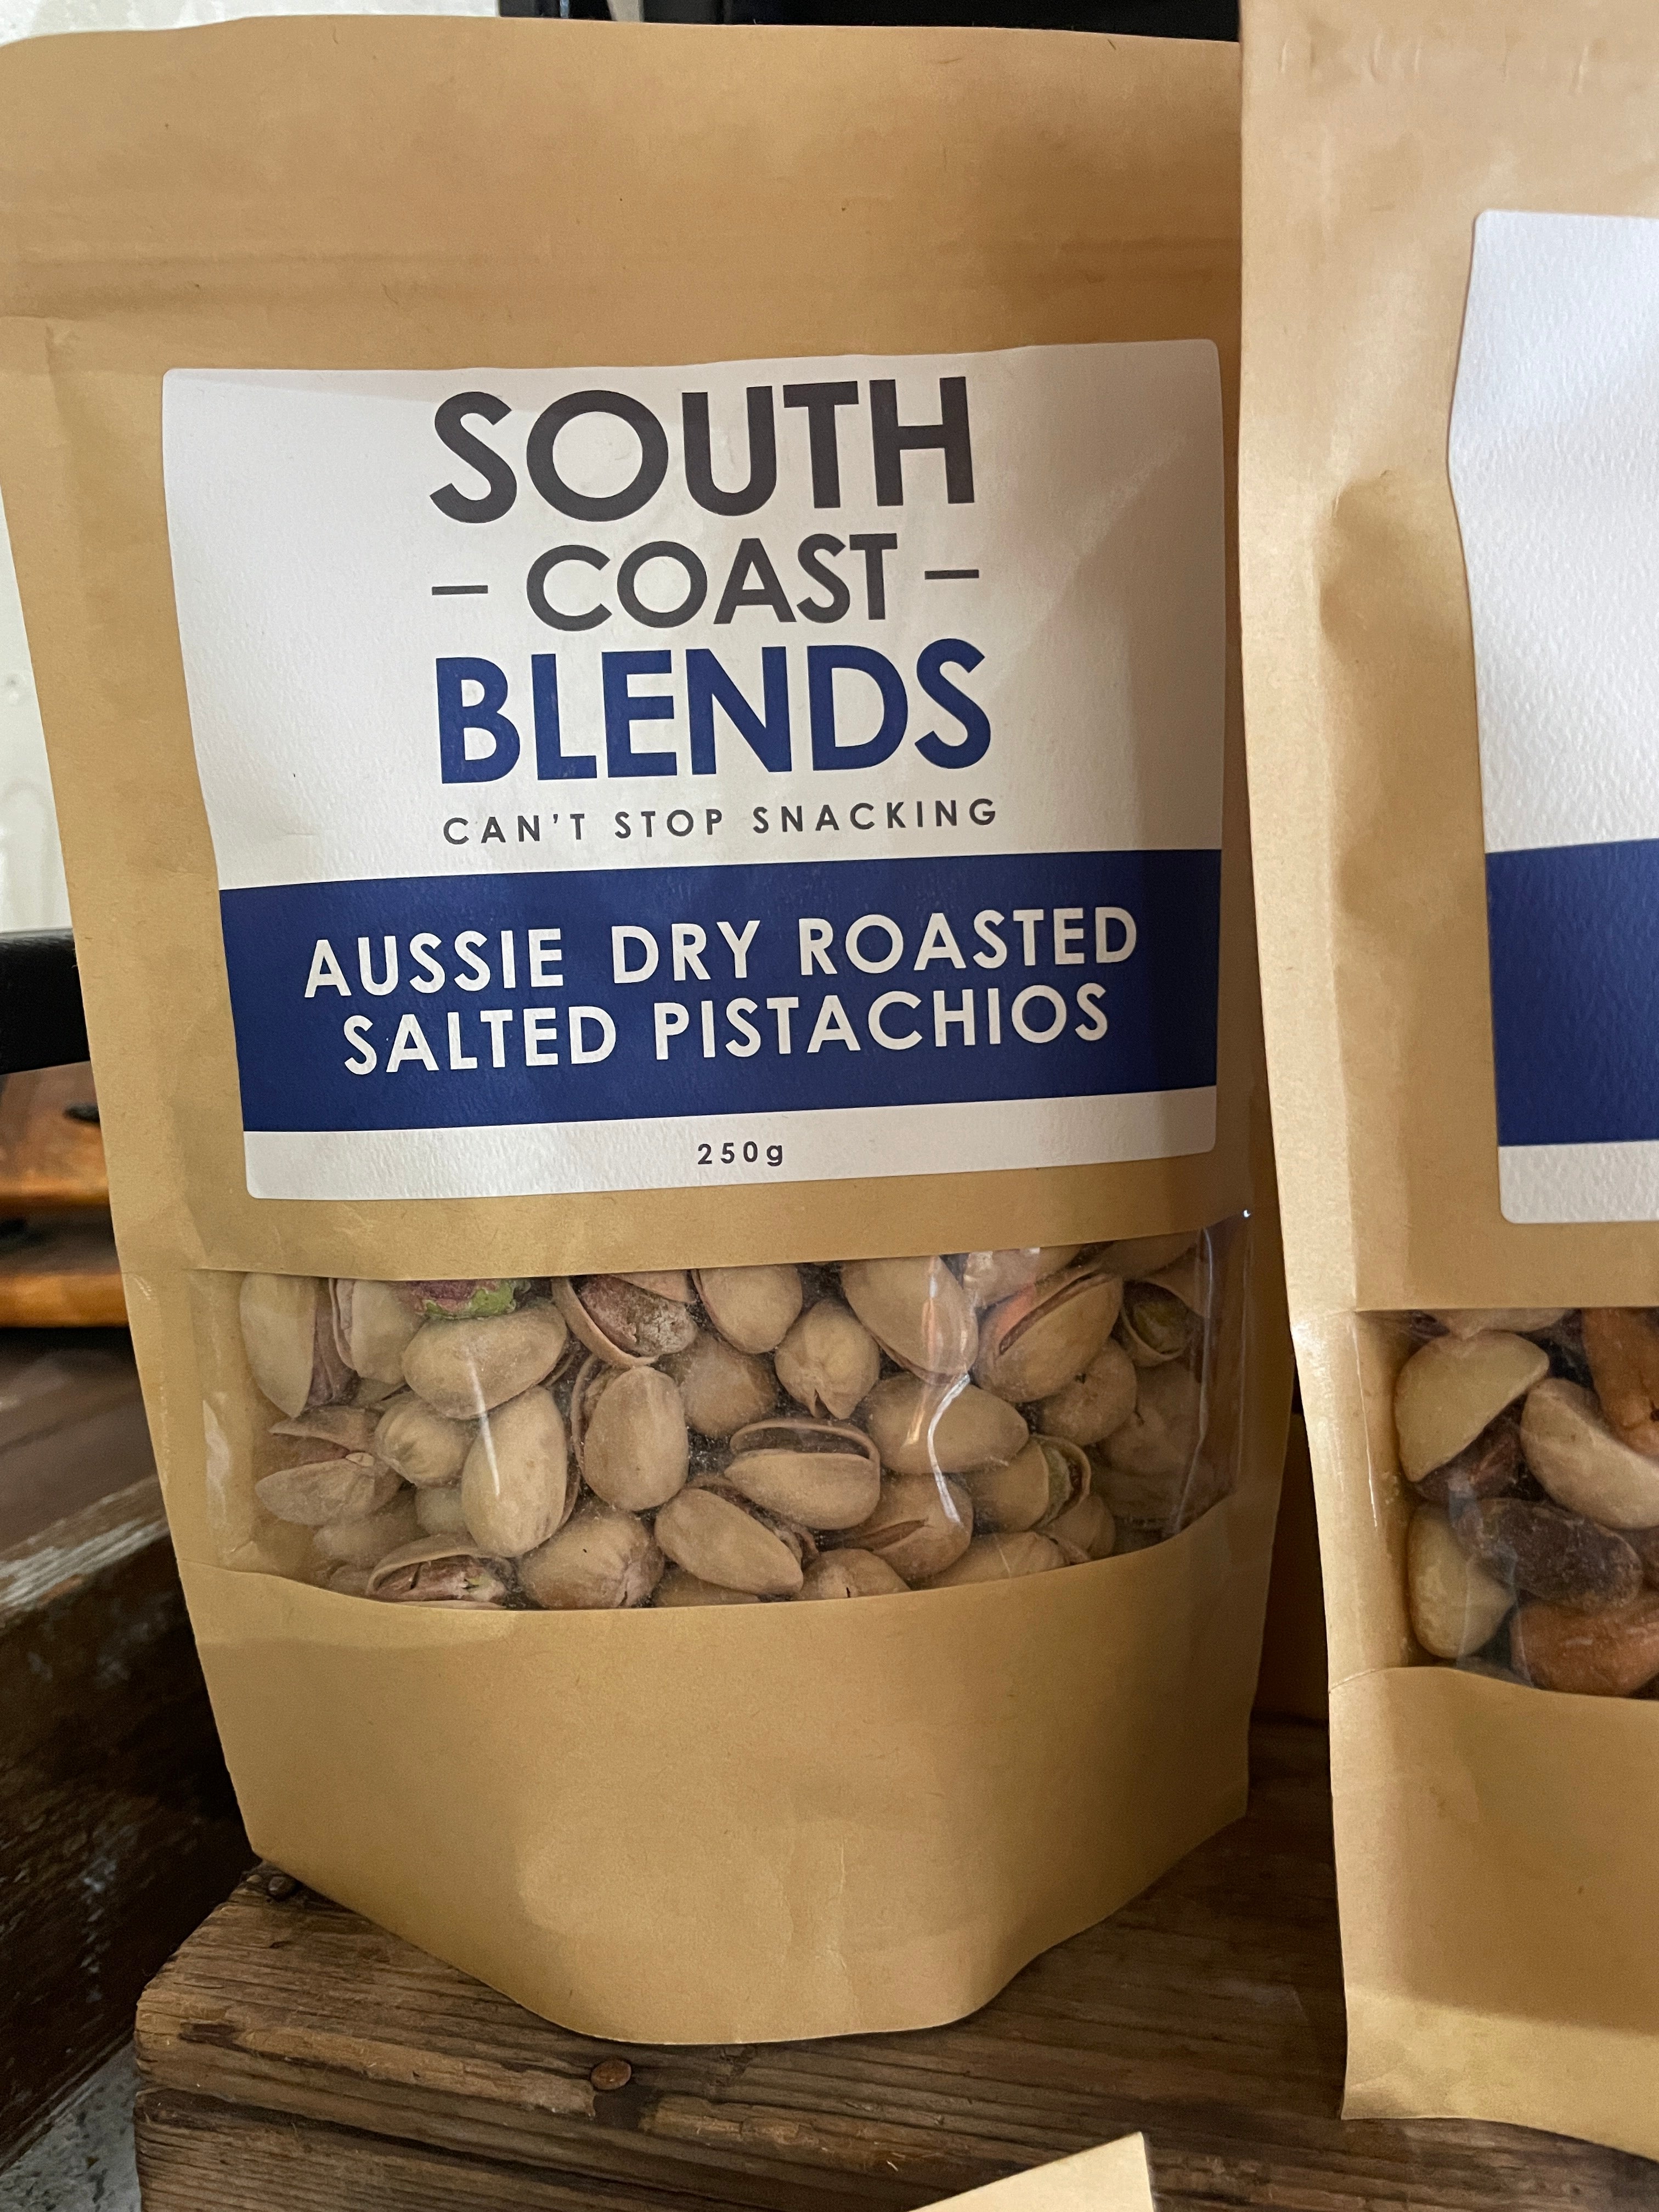 SOUTH
– COAST –
BLENDS
CAN'T STOP SNACKING
AUSSIE DRY ROASTED
SALTED PISTACHIOS
250g